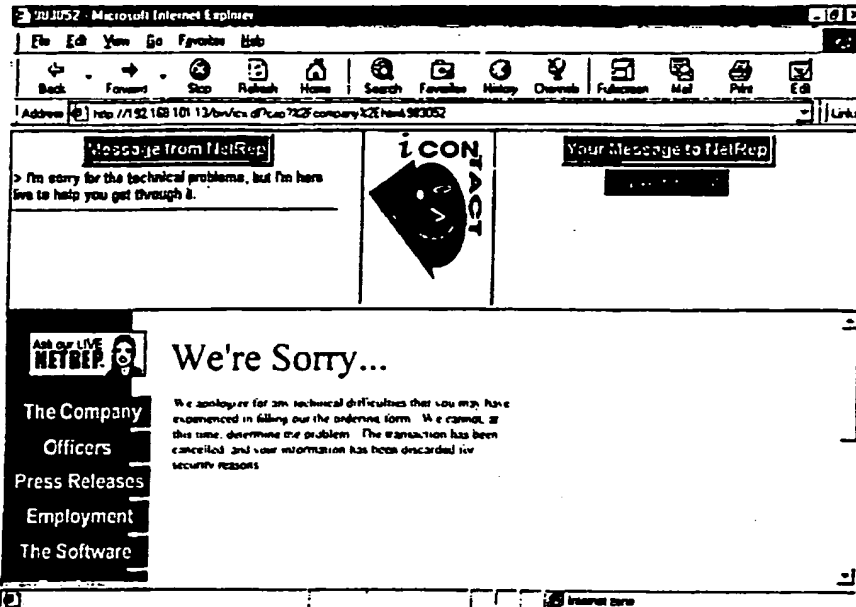 983052 - Microsoft Internet Explorer
File Edit View Go Favorites Help
Back Forward Stop Refresh Home Search Favorites History Channels Fullscreen Mail Print Edit
Address Links
Message from NetRep
> I'm sorry for the technical problems, but I'm here
live to help you get through it.
i CONTACT
Your Message to NetRep
Ask our LIVE
NETREP.
We're Sorry...
We apologize for any technical difficulties that you may have
experienced in filling out the ordering form. We cannot, at
this time, determine the problem. The transaction has been
cancelled, and your information has been discarded for
security reasons
The Company
Officers
Press Releases
Employment
The Software
Internet zone